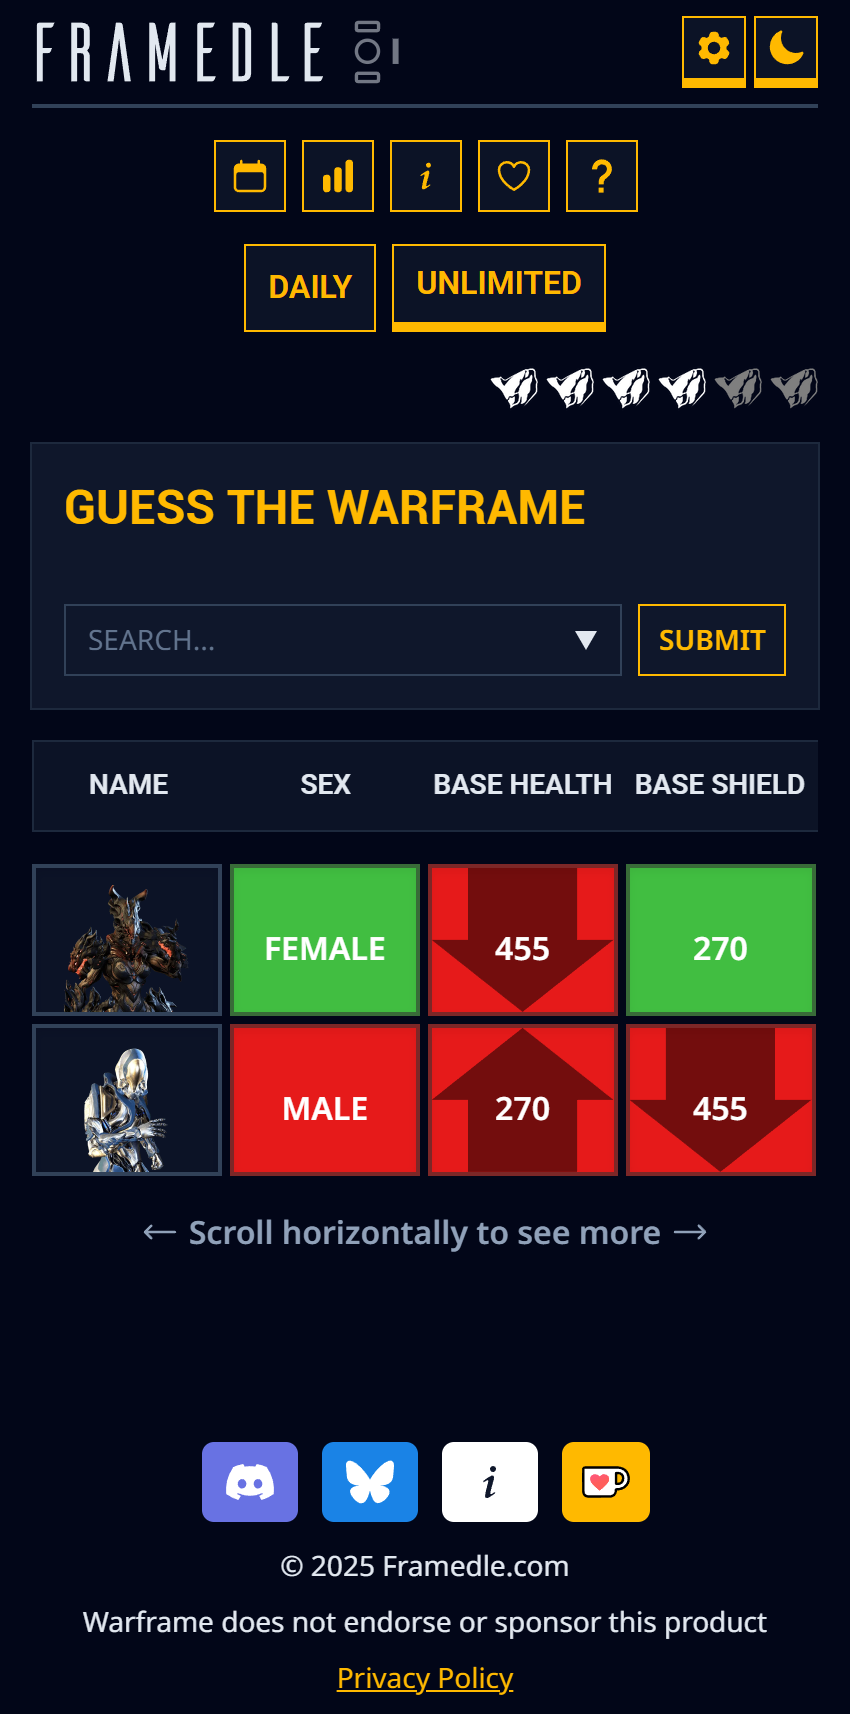 FRAMEDLE
i
?
DAILY
UNLIMITED
GUESS THE WARFRAME
SEARCH...
SUBMIT
NAME SEX BASE HEALTH BASE SHIELD
FEMALE 455 270
MALE 270 455
← Scroll horizontally to see more →
i
© 2025 Framedle.com
Warframe does not endorse or sponsor this product
Privacy Policy